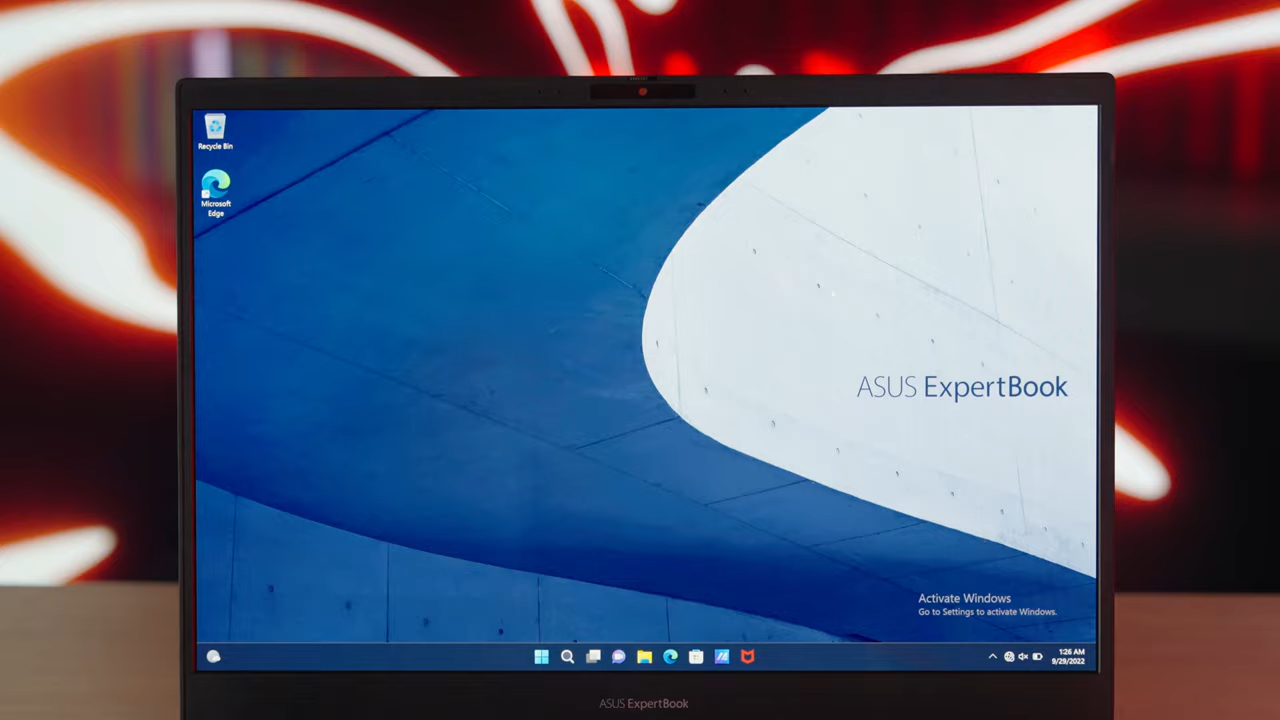 Recycle Bin
Microsoft
Edge
ASUS ExpertBook
Activate Windows
Go to Settings to activate Windows.
1:26 AM
9/29/2022
ASUS ExpertBook